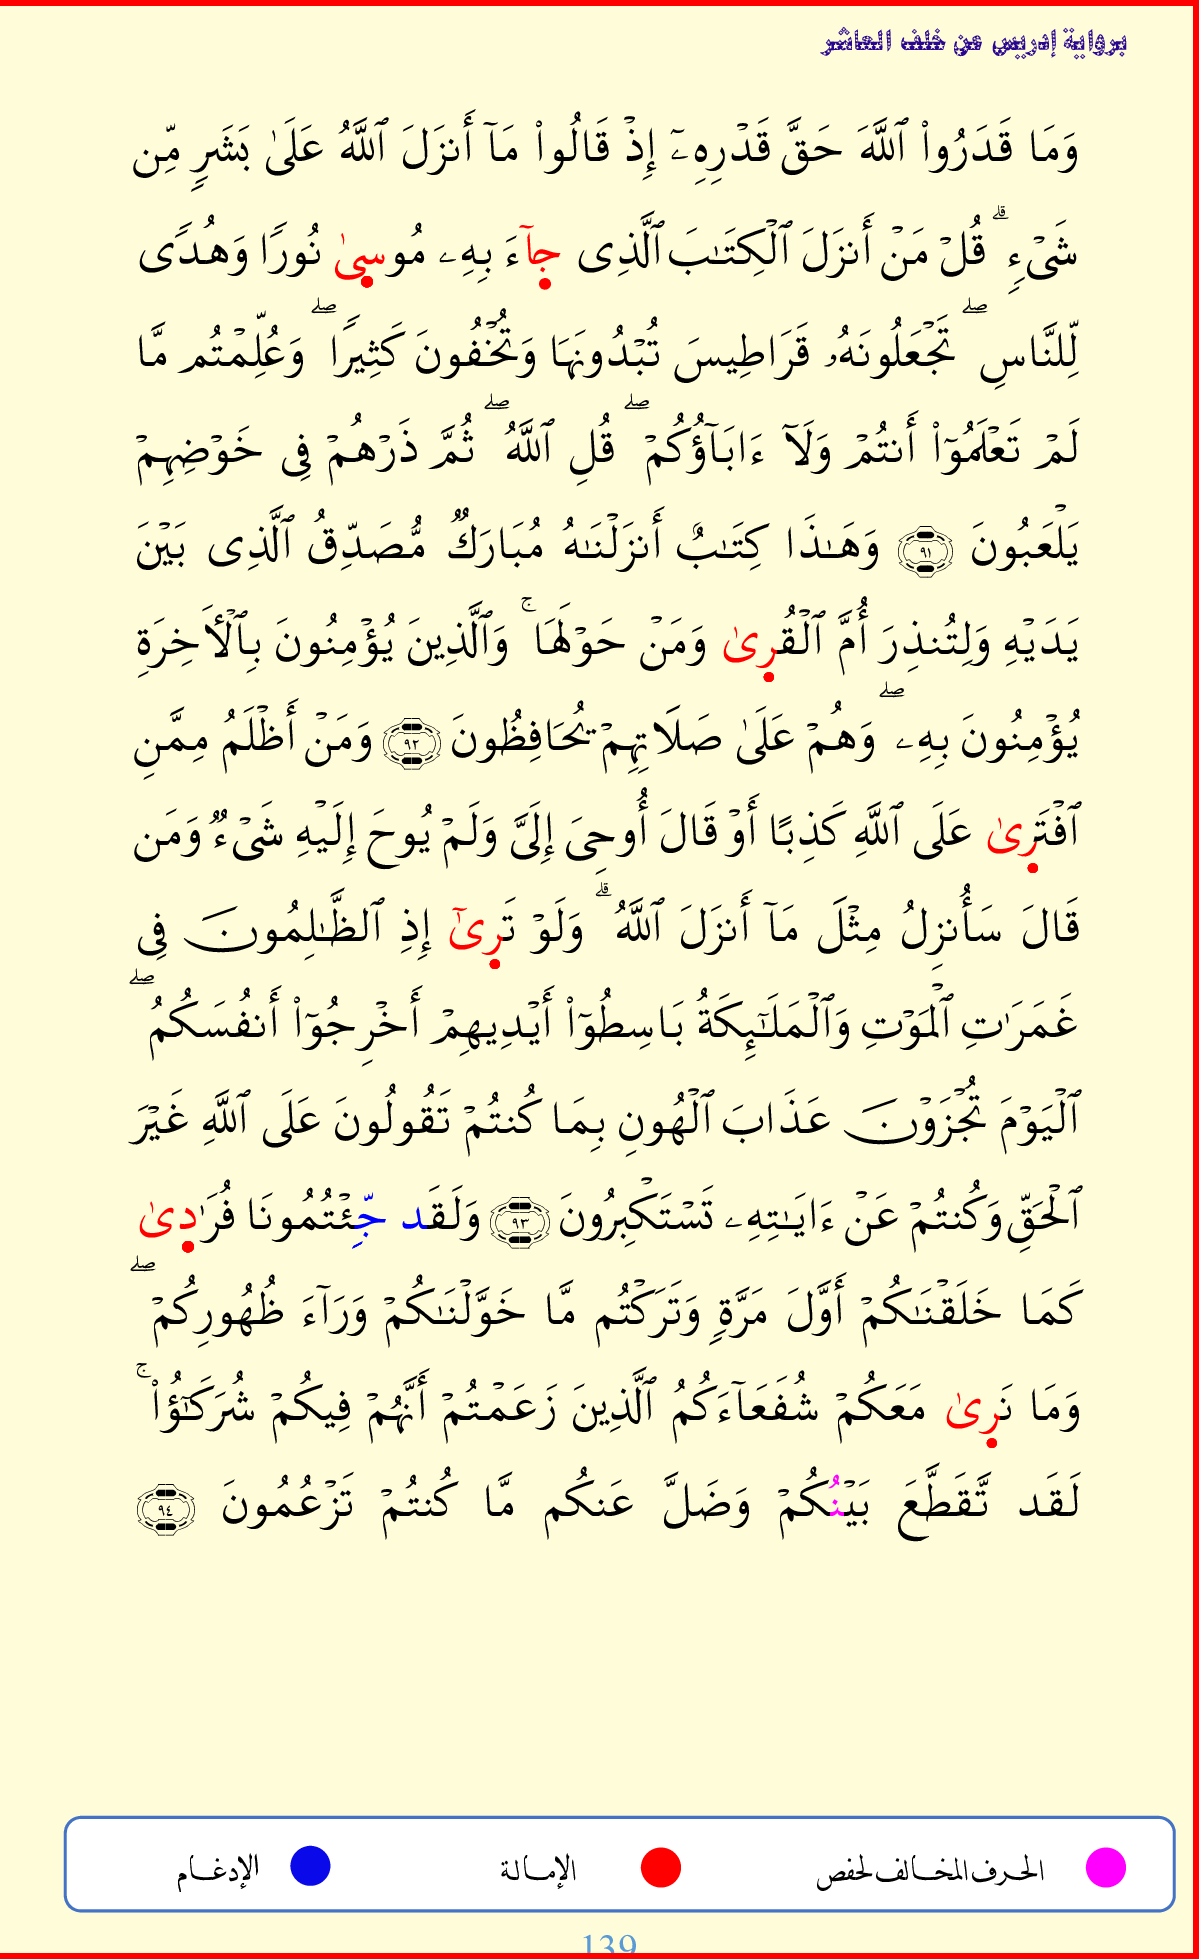 برواية إدريس عن خلف العاشر
وَمَا قَدَرُوا۟ ٱللَّهَ حَقَّ قَدْرِهِۦٓ إِذْ قَالُوا۟ مَآ أَنزَلَ ٱللَّهُ عَلَىٰ بَشَرٍۢ مِّن
شَىْءٍۢ ۗ قُلْ مَنْ أَنزَلَ ٱلْكِتَـٰبَ ٱلَّذِى جَآءَ بِهِۦ مُوسىٰ نُورًۭا وَهُدًۭى
لِّلنَّاسِ ۖ تَجْعَلُونَهُۥ قَرَاطِيسَ تُبْدُونَهَا وَتُخْفُونَ كَثِيرًۭا ۖ وَعُلِّمْتُم مَّا
لَمْ تَعْلَمُوٓا۟ أَنتُمْ وَلَآ ءَابَآؤُكُمْ ۖ قُلِ ٱللَّهُ ۖ ثُمَّ ذَرْهُمْ فِى خَوْضِهِمْ
يَلْعَبُونَ ٩١ وَهَـٰذَا كِتَـٰبٌ أَنزَلْنَـٰهُ مُبَارَكٌۭ مُّصَدِّقُ ٱلَّذِى بَيْنَ
يَدَيْهِ وَلِتُنذِرَ أُمَّ ٱلْقُرِىٰ وَمَنْ حَوْلَهَا ۚ وَٱلَّذِينَ يُؤْمِنُونَ بِٱلْـَٔاخِرَةِ
يُؤْمِنُونَ بِهِۦ ۖ وَهُمْ عَلَىٰ صَلَاتِهِمْ يُحَافِظُونَ ٩٢ وَمَنْ أَظْلَمُ مِمَّنِ
ٱفْتَرِىٰ عَلَى ٱللَّهِ كَذِبًا أَوْ قَالَ أُوحِىَ إِلَىَّ وَلَمْ يُوحَ إِلَيْهِ شَىْءٌۭ وَمَن
قَالَ سَأُنزِلُ مِثْلَ مَآ أَنزَلَ ٱللَّهُ ۗ وَلَوْ تَرِىٰٓ إِذِ ٱلظَّـٰلِمُونَ فِى
غَمَرَٰتِ ٱلْمَوْتِ وَٱلْمَلَـٰٓئِكَةُ بَاسِطُوٓا۟ أَيْدِيهِمْ أَخْرِجُوٓا۟ أَنفُسَكُمُ ۖ
ٱلْيَوْمَ تُجْزَوْنَ عَذَابَ ٱلْهُونِ بِمَا كُنتُمْ تَقُولُونَ عَلَى ٱللَّهِ غَيْرَ
ٱلْحَقِّ وَكُنتُمْ عَنْ ءَايَـٰتِهِۦ تَسْتَكْبِرُونَ ٩٣ وَلَقَد جِّئْتُمُونَا فُرَٰدِىٰ
كَمَا خَلَقْنَـٰكُمْ أَوَّلَ مَرَّةٍۢ وَتَرَكْتُم مَّا خَوَّلْنَـٰكُمْ وَرَآءَ ظُهُورِكُمْ ۖ
وَمَا نَرِىٰ مَعَكُمْ شُفَعَآءَكُمُ ٱلَّذِينَ زَعَمْتُمْ أَنَّهُمْ فِيكُمْ شُرَكَـٰٓؤُا۟ ۚ
لَقَد تَّقَطَّعَ بَيْنُكُمْ وَضَلَّ عَنكُم مَّا كُنتُمْ تَزْعُمُونَ ٩٤
الحرف المخالف لحفص الإمالة الإدغام
139